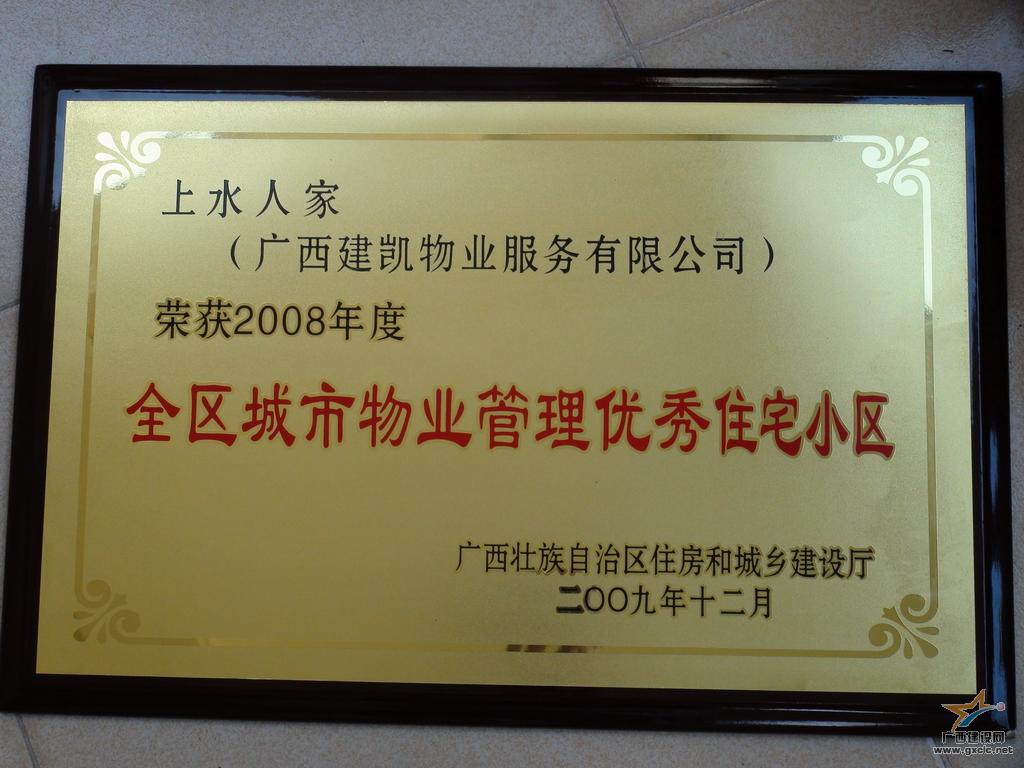 上水人家
（广西建凯物业服务有限公司）
荣获2008年度
全区城市物业管理优秀住宅小区
广西壮族自治区住房和城乡建设厅
二〇〇九年十二月
广西建设网
www.gxcic.net